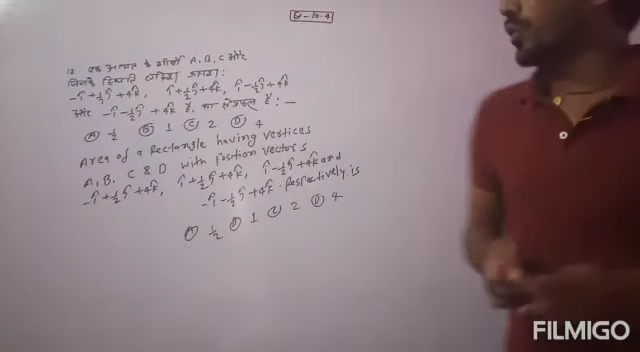 Ex-10.4
12. एक आयत के शीर्षों A, B, C और
जिनके स्थिति सदिश क्रमशः
-î+½ĵ+4k̂, î+½ĵ+4k̂, î-½ĵ+4k̂
और -î-½ĵ+4k̂ हैं, का क्षेत्रफल है:-
(A) ½ (B) 1 (C) 2 (D) 4
Area of a Rectangle having vertices
A, B, C & D with Position vectors
-î+½ĵ+4k̂, î+½ĵ+4k̂, î-½ĵ+4k̂ and
-î-½ĵ+4k̂. Respectively is
(A) ½ (B) 1 (C) 2 (D) 4
FILMIGO